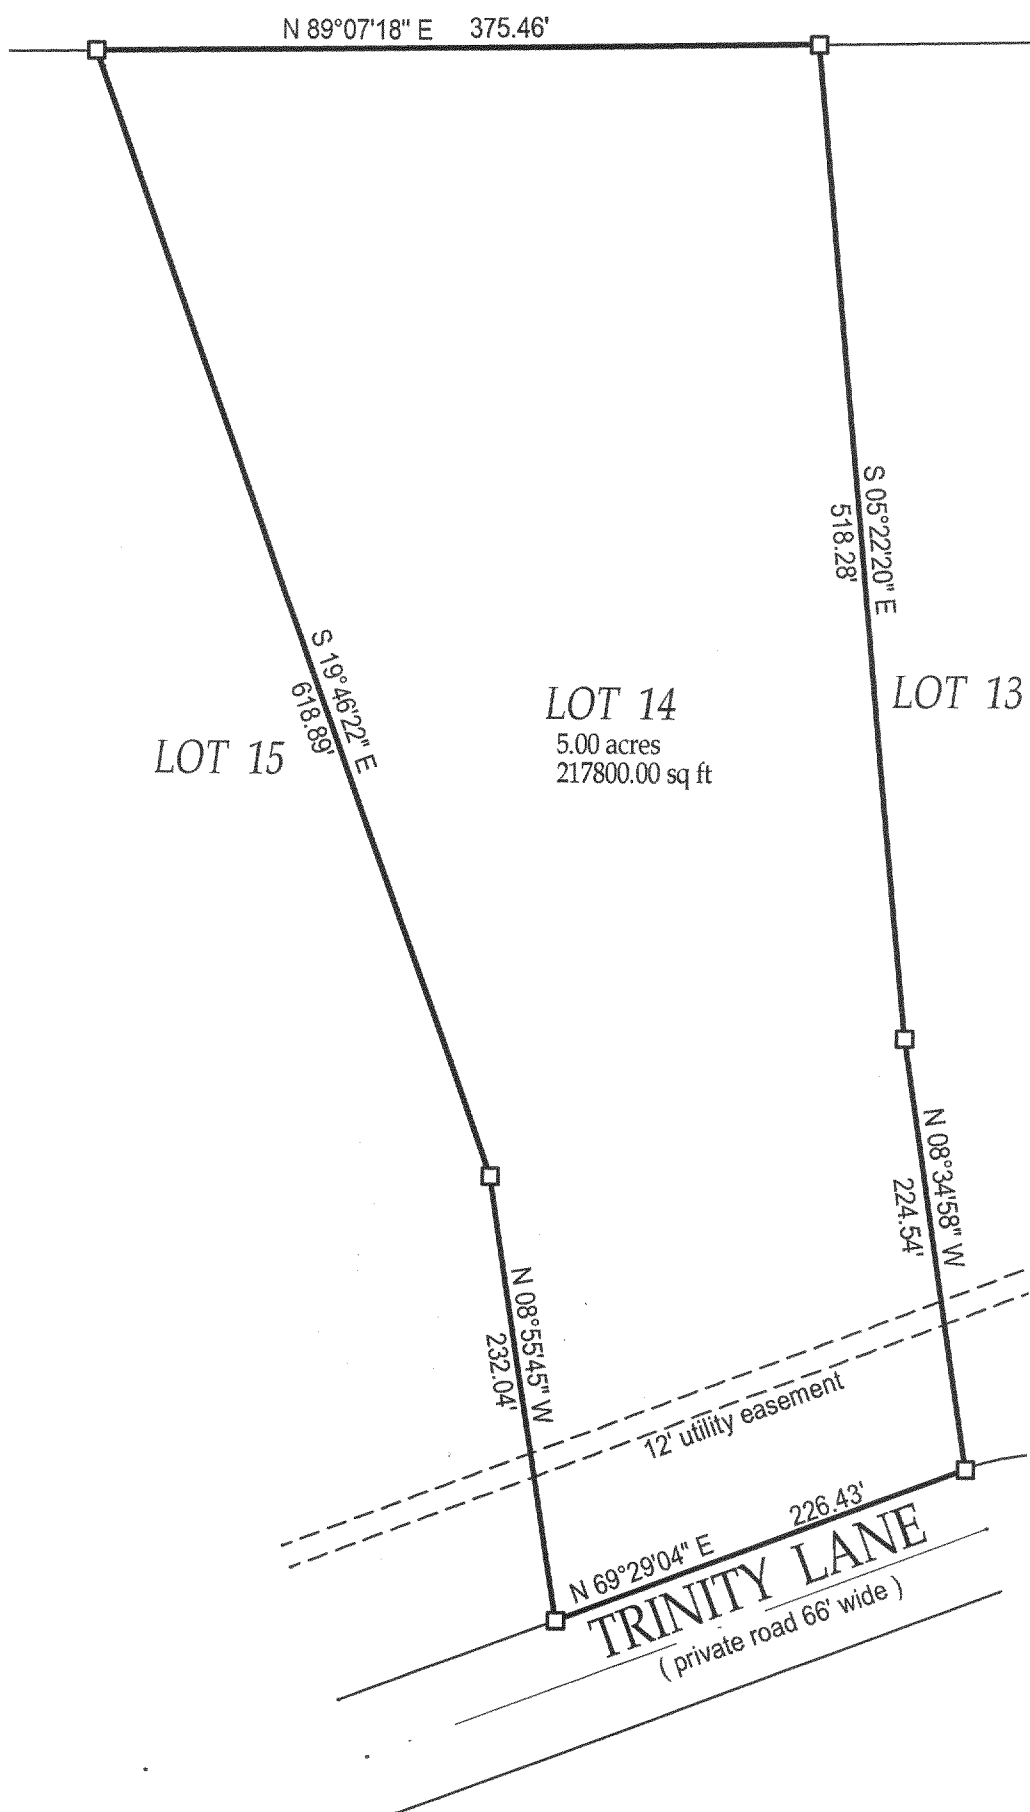 N 89°07'18" E 375.46'
S 05°22'20" E
518.28'
S 19°46'22" E
618.89'
LOT 14
5.00 acres
217800.00 sq ft
LOT 13
LOT 15
N 08°34'58" W
224.54'
N 08°55'45" W
232.04'
12' utility easement
N 69°29'04" E 226.43'
TRINITY LANE
( private road 66' wide )